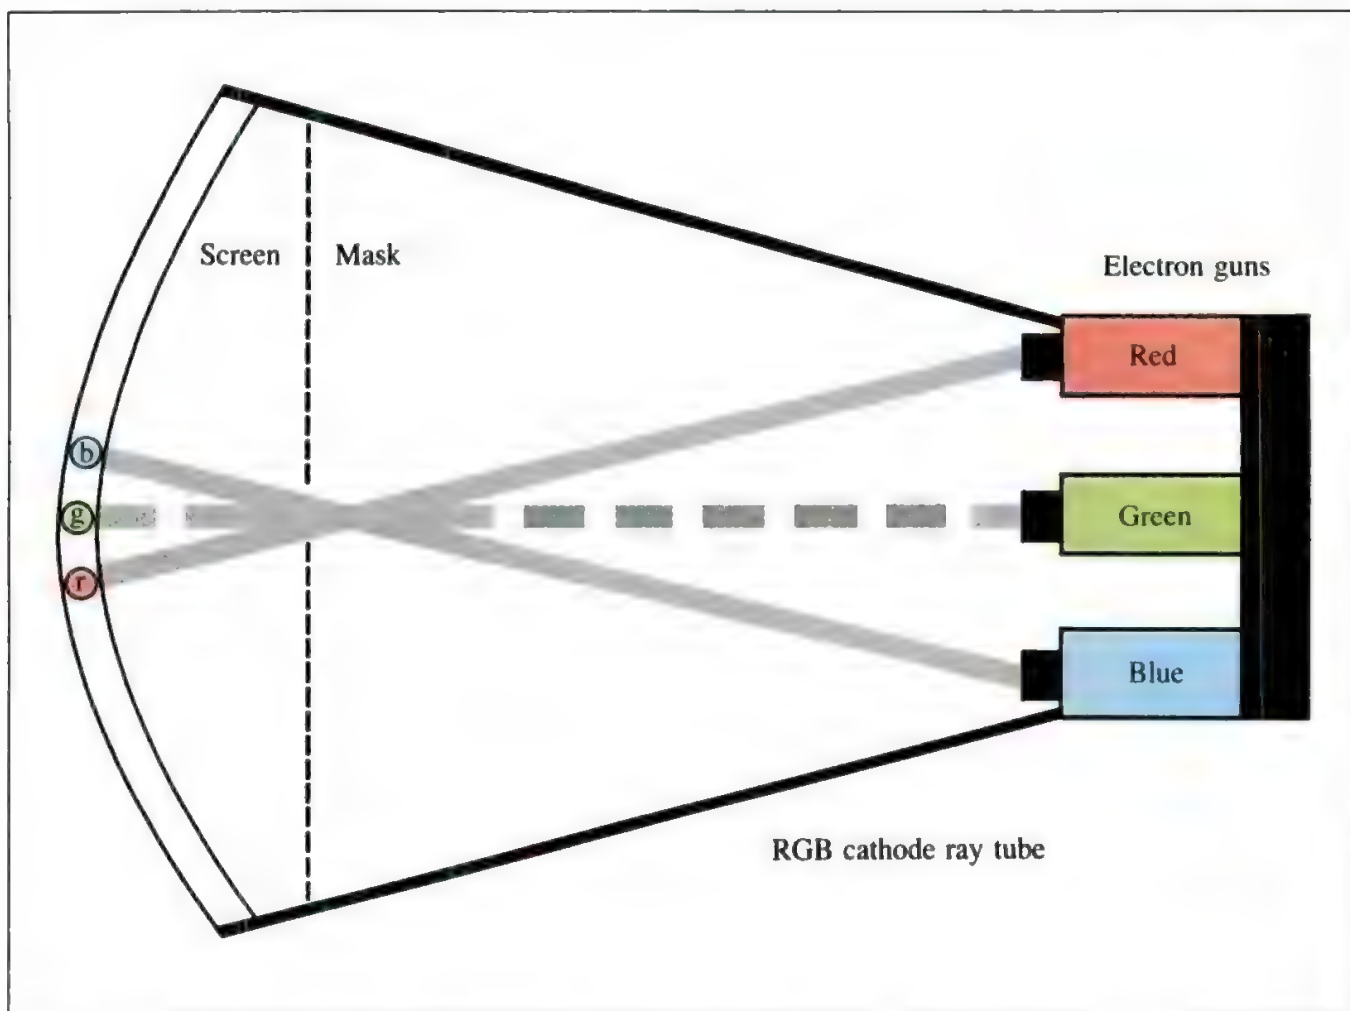 Screen
Mask
Electron guns
Red
b
g
Green
r
Blue
RGB cathode ray tube